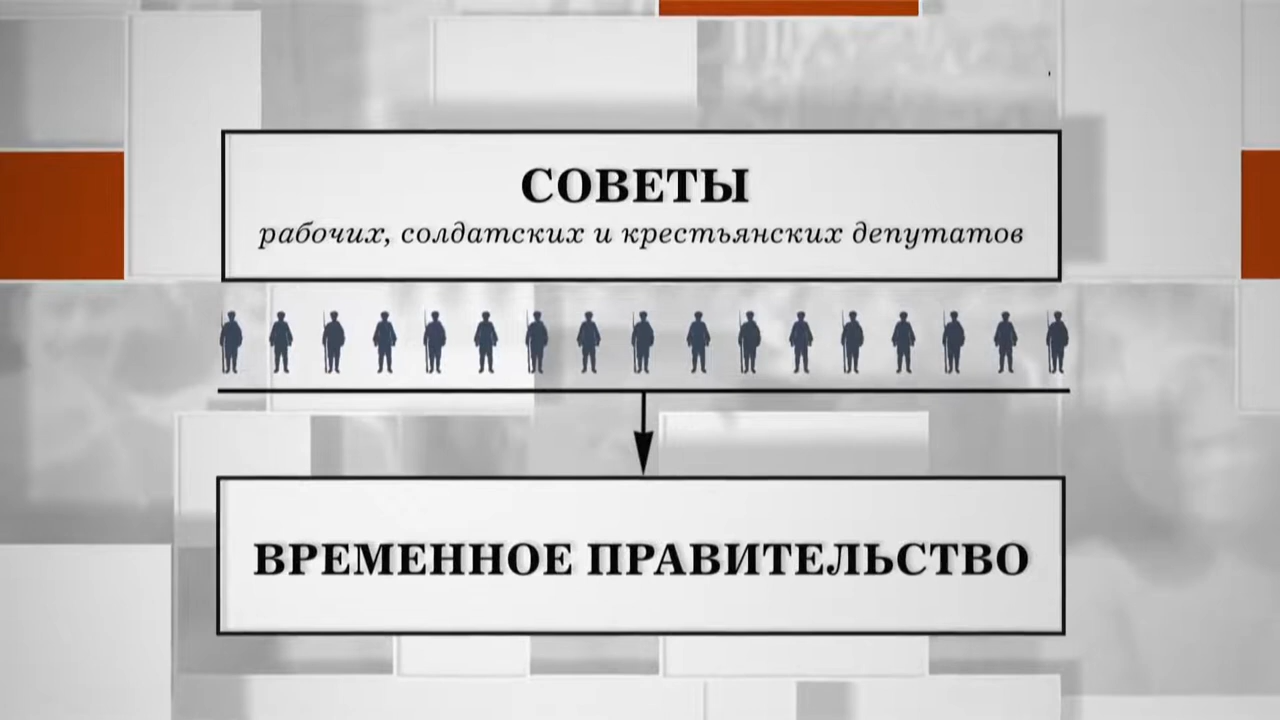 СОВЕТЫ
рабочих, солдатских и крестьянских депутатов
ВРЕМЕННОЕ ПРАВИТЕЛЬСТВО